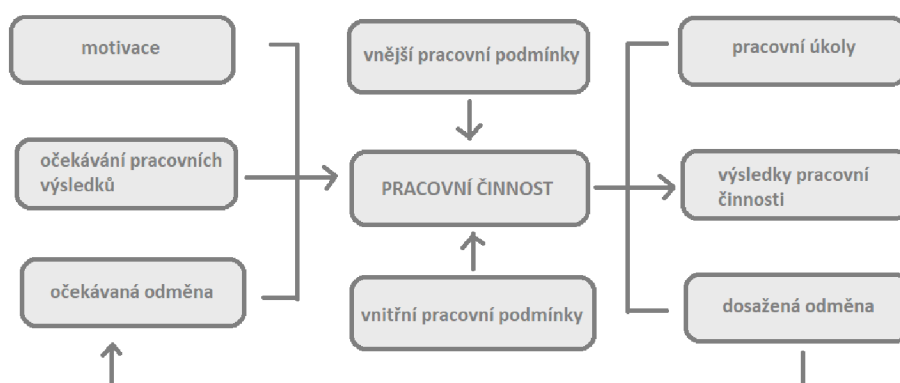 motivace
vnější pracovní podmínky
pracovní úkoly
očekávání pracovních
výsledků
PRACOVNÍ ČINNOST
výsledky pracovní
činnosti
očekávaná odměna
vnitřní pracovní podmínky
dosažená odměna